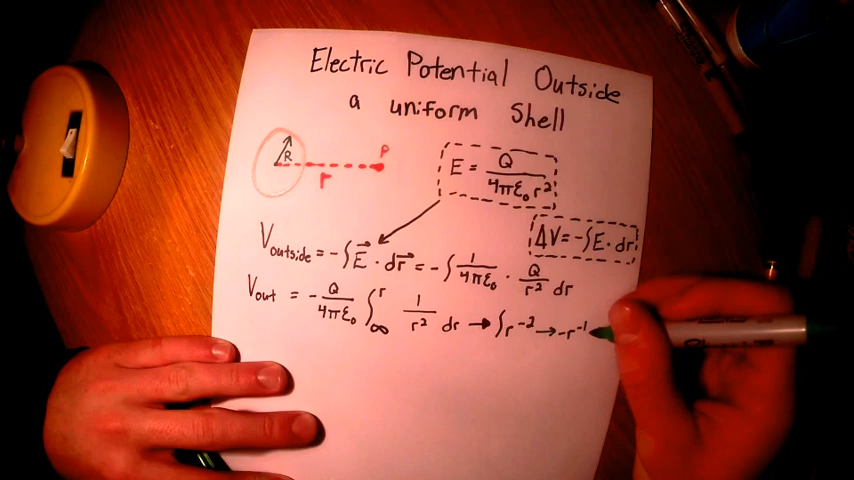 Electric Potential Outside
a uniform Shell
R
P
r
E = Q / 4πε₀r²
ΔV = -∫E · dr
V_outside = -∫E⃗ · dr⃗ = -∫ 1/4πε₀ · Q/r² dr
V_out = - Q/4πε₀ ∫_∞^r 1/r² dr → ∫r⁻² → -r⁻¹